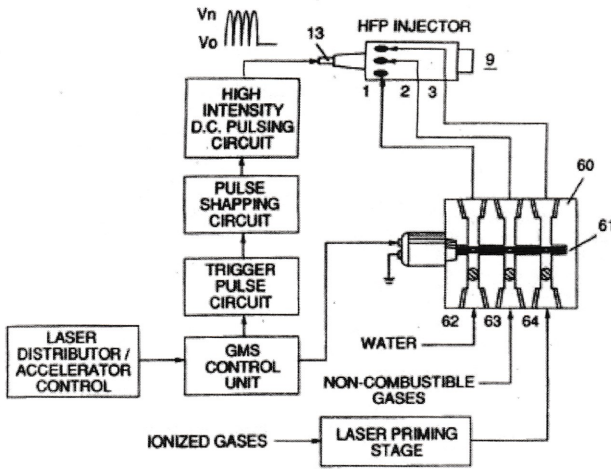 Vn
Vo
13
HFP INJECTOR
9
1 2 3
HIGH
INTENSITY
D.C. PULSING
CIRCUIT
PULSE
SHAPPING
CIRCUIT
60
61
TRIGGER
PULSE
CIRCUIT
62 63 64
LASER
DISTRIBUTOR /
ACCELERATOR
CONTROL
GMS
CONTROL
UNIT
WATER
NON-COMBUSTIBLE
GASES
IONIZED GASES
LASER PRIMING
STAGE